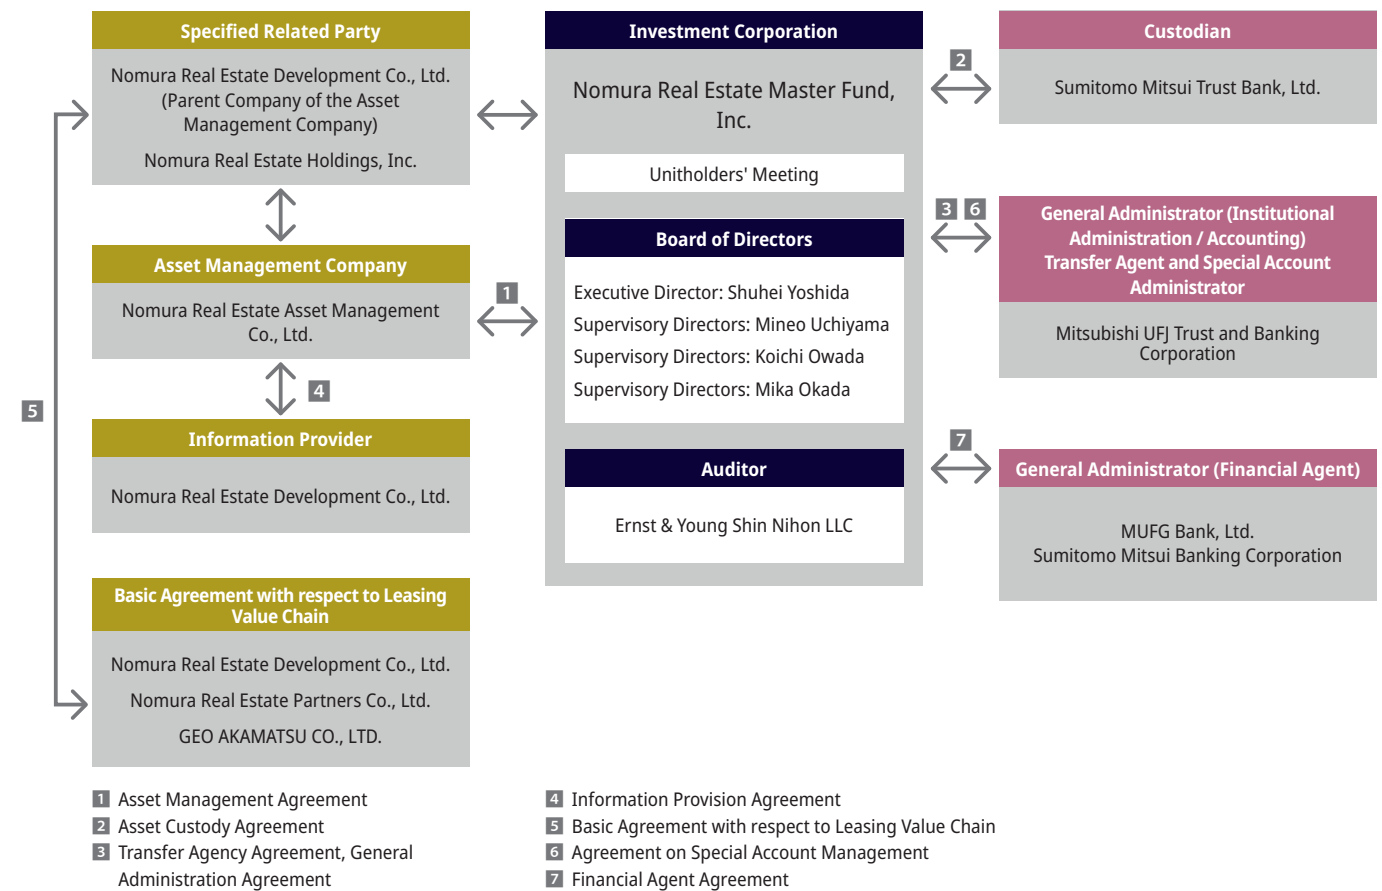 Specified Related Party
Nomura Real Estate Development Co., Ltd.
(Parent Company of the Asset
Management Company)
Nomura Real Estate Holdings, Inc.
Asset Management Company
Nomura Real Estate Asset Management
Co., Ltd.
4
Information Provider
Nomura Real Estate Development Co., Ltd.
5
Basic Agreement with respect to Leasing
Value Chain
Nomura Real Estate Development Co., Ltd.
Nomura Real Estate Partners Co., Ltd.
GEO AKAMATSU CO., LTD.
1
Investment Corporation
Nomura Real Estate Master Fund,
Inc.
Unitholders' Meeting
Board of Directors
Executive Director: Shuhei Yoshida
Supervisory Directors: Mineo Uchiyama
Supervisory Directors: Koichi Owada
Supervisory Directors: Mika Okada
Auditor
Ernst & Young Shin Nihon LLC
2
Custodian
Sumitomo Mitsui Trust Bank, Ltd.
3 6
General Administrator (Institutional
Administration / Accounting)
Transfer Agent and Special Account
Administrator
Mitsubishi UFJ Trust and Banking
Corporation
7
General Administrator (Financial Agent)
MUFG Bank, Ltd.
Sumitomo Mitsui Banking Corporation
1 Asset Management Agreement
2 Asset Custody Agreement
3 Transfer Agency Agreement, General
Administration Agreement
4 Information Provision Agreement
5 Basic Agreement with respect to Leasing Value Chain
6 Agreement on Special Account Management
7 Financial Agent Agreement